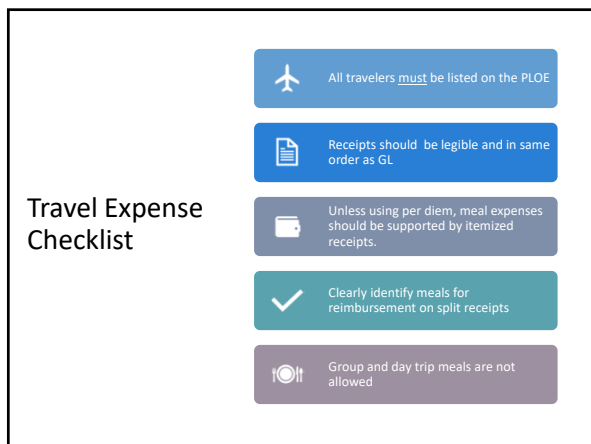 Travel Expense
Checklist
All travelers must be listed on the PLOE
Receipts should be legible and in same
order as GL
Unless using per diem, meal expenses
should be supported by itemized
receipts.
Clearly identify meals for
reimbursement on split receipts
Group and day trip meals are not
allowed